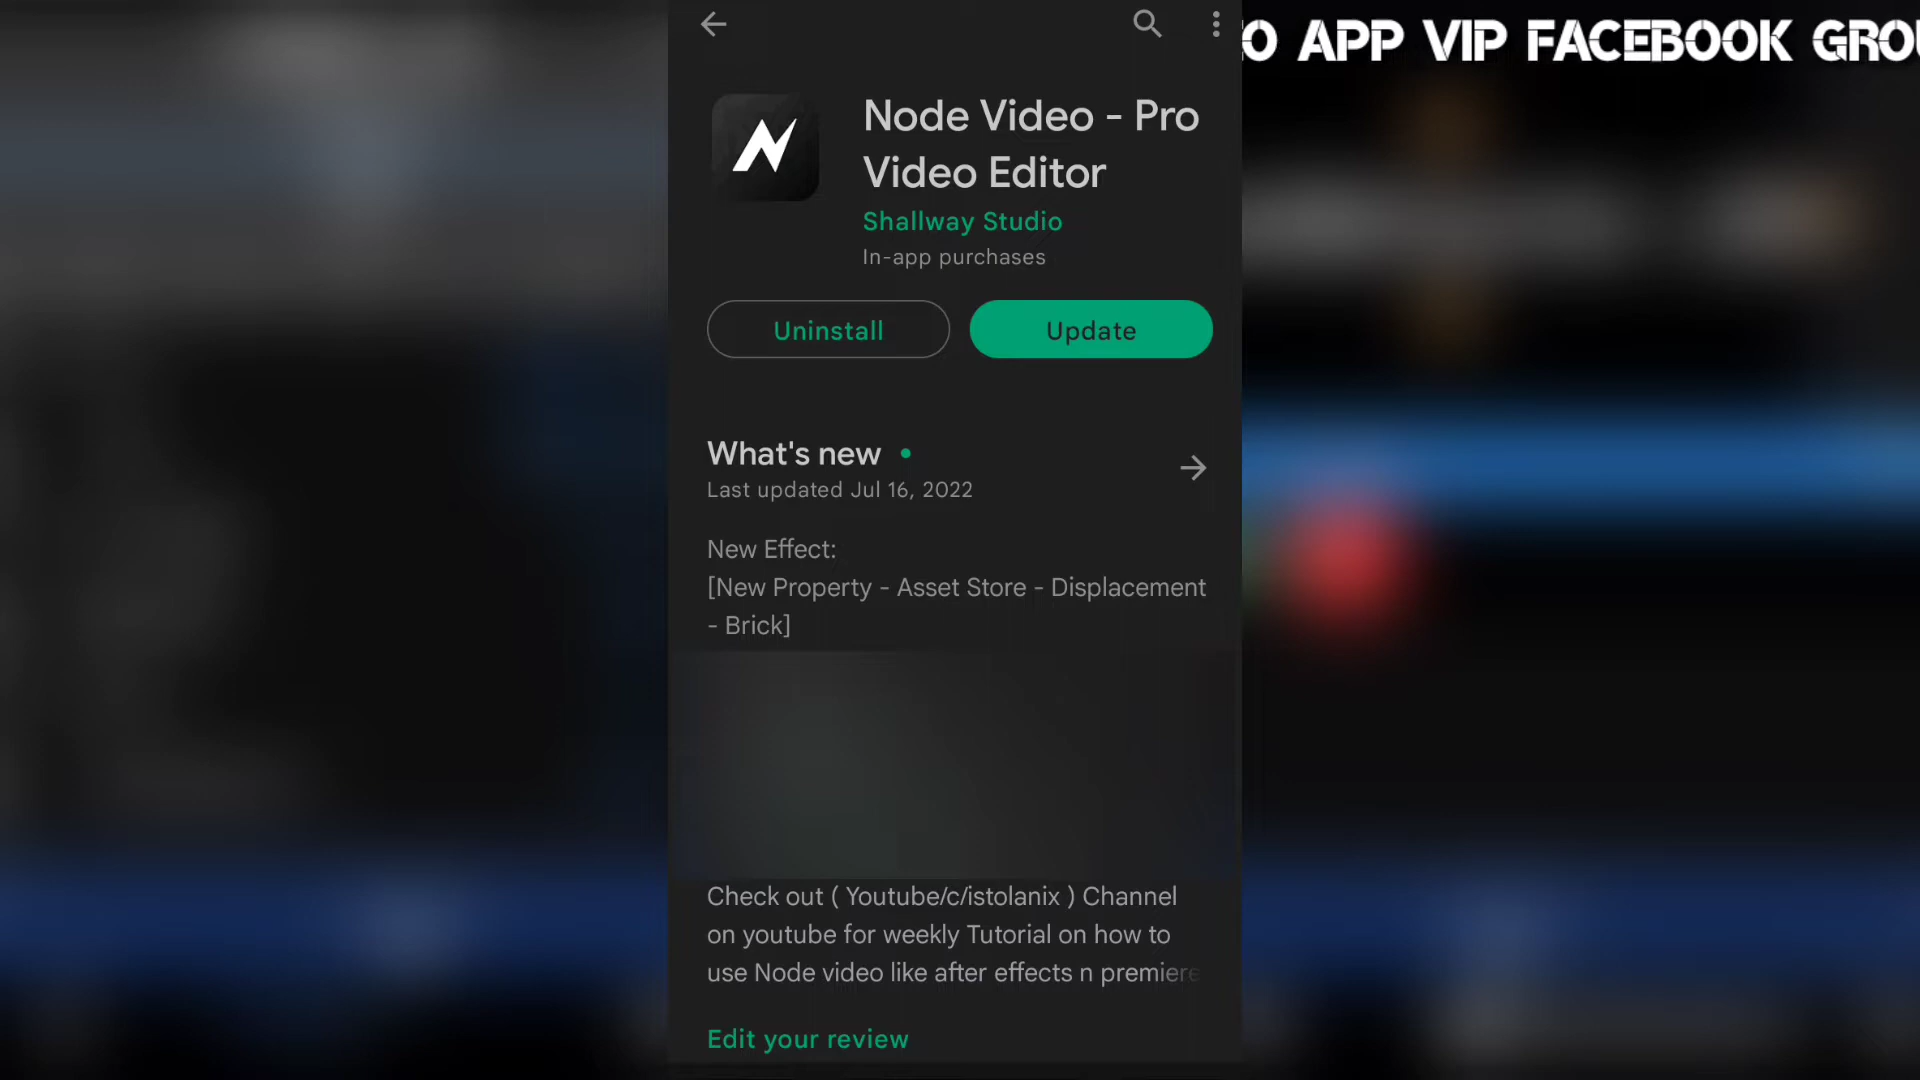 O APP VIP FACEBOOK GROU
Node Video - Pro
Video Editor
Shallway Studio
In-app purchases
Uninstall
Update
What's new
Last updated Jul 16, 2022
New Effect:
[New Property - Asset Store - Displacement
- Brick]
Check out ( Youtube/c/istolanix ) Channel
on youtube for weekly Tutorial on how to
use Node video like after effects n premiere
Edit your review